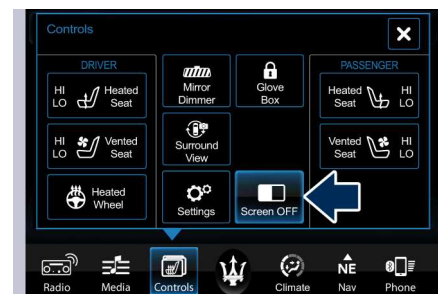 Controls
DRIVER
PASSENGER
HI
LO
Heated
Seat
Mirror
Dimmer
Glove
Box
Heated
Seat
HI
LO
HI
LO
Vented
Seat
Surround
View
Vented
Seat
HI
LO
Heated
Wheel
Settings
Screen OFF
NE
Radio
Media
Controls
Climate
Nav
Phone